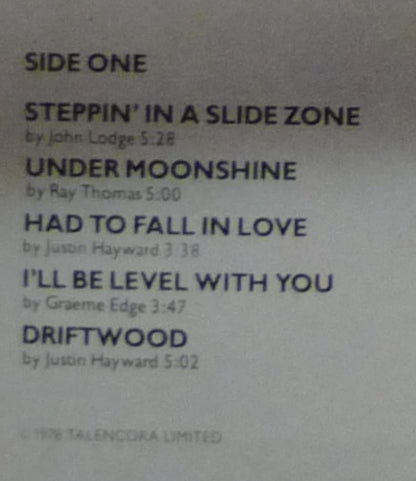 SIDE ONE
STEPPIN' IN A SLIDE ZONE
by John Lodge 5:28
UNDER MOONSHINE
by Ray Thomas 5:00
HAD TO FALL IN LOVE
by Justin Hayward 3:38
I'LL BE LEVEL WITH YOU
by Graeme Edge 3:47
DRIFTWOOD
by Justin Hayward 5:02
© 1978 TALENCORA LIMITED